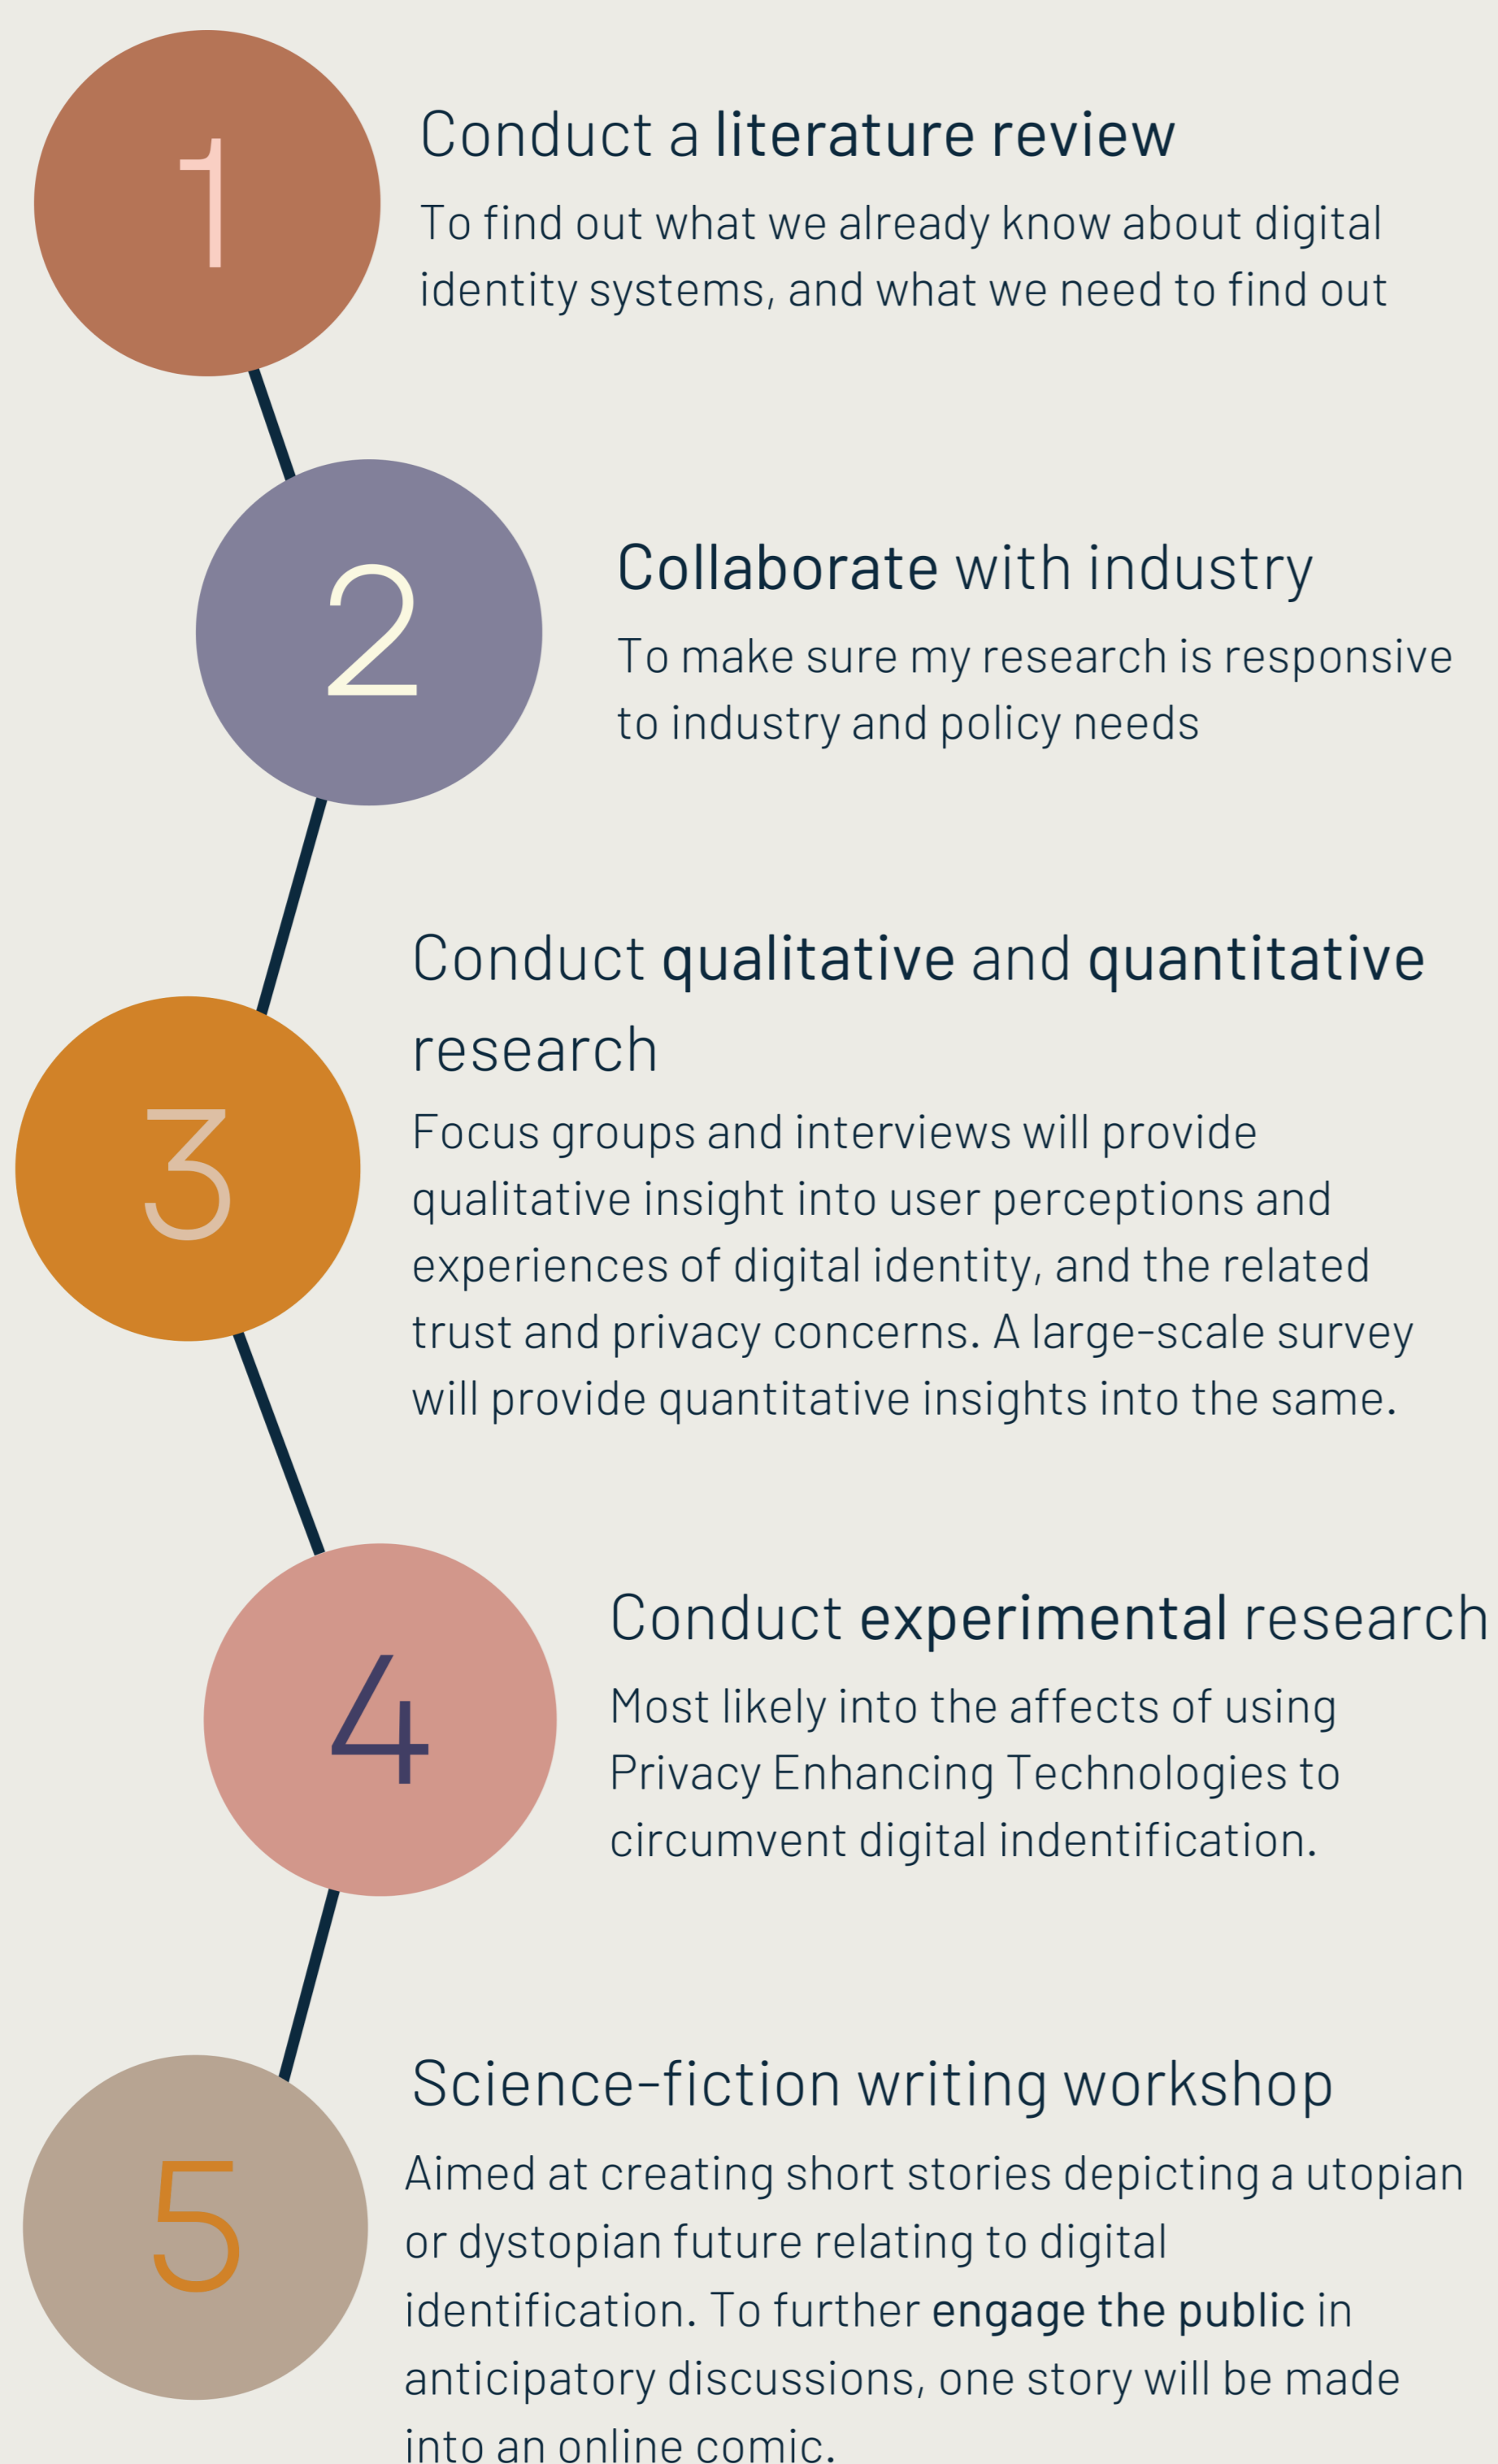 1
Conduct a literature review
To find out what we already know about digital
identity systems, and what we need to find out
2
Collaborate with industry
To make sure my research is responsive
to industry and policy needs
3
Conduct qualitative and quantitative
research
Focus groups and interviews will provide
qualitative insight into user perceptions and
experiences of digital identity, and the related
trust and privacy concerns. A large-scale survey
will provide quantitative insights into the same.
4
Conduct experimental research
Most likely into the affects of using
Privacy Enhancing Technologies to
circumvent digital indentification.
5
Science-fiction writing workshop
Aimed at creating short stories depicting a utopian
or dystopian future relating to digital
identification. To further engage the public in
anticipatory discussions, one story will be made
into an online comic.